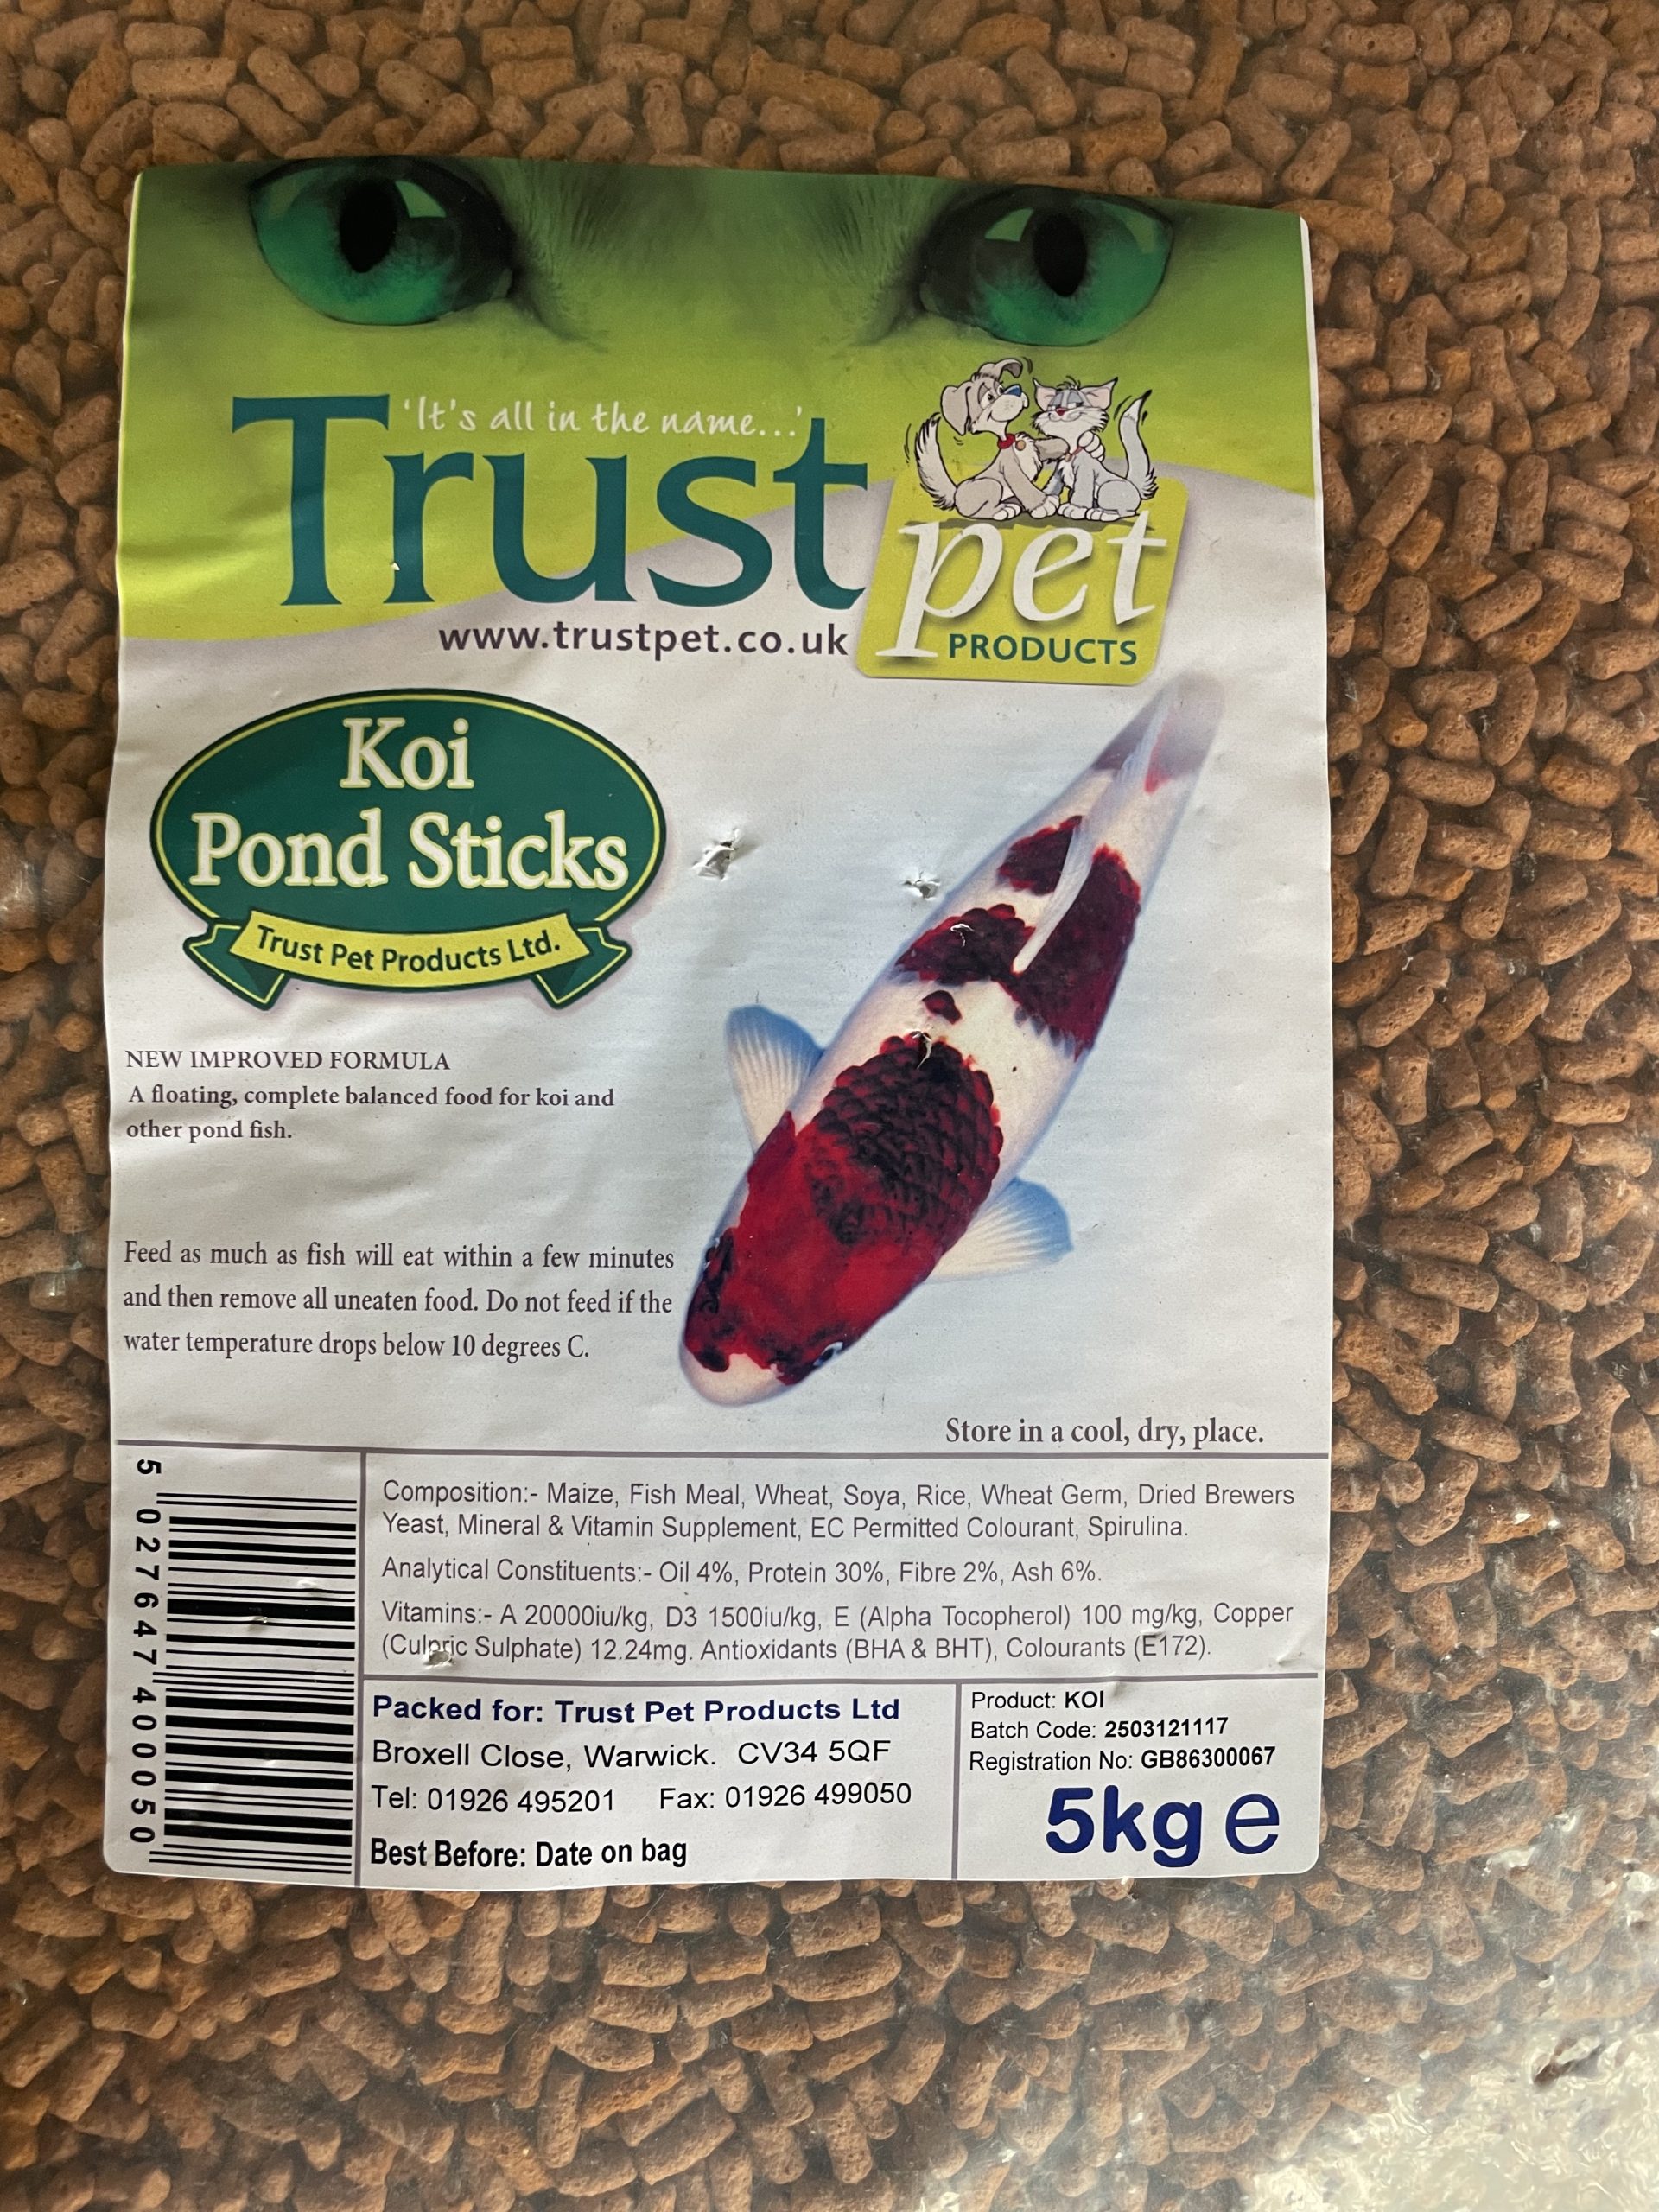 'It's all in the name...'
Trust
pet
PRODUCTS
www.trustpet.co.uk
Koi
Pond Sticks
Trust Pet Products Ltd.
NEW IMPROVED FORMULA
A floating, complete balanced food for koi and
other pond fish.
Feed as much as fish will eat within a few minutes
and then remove all uneaten food. Do not feed if the
water temperature drops below 10 degrees C.
Store in a cool, dry, place.
Composition:- Maize, Fish Meal, Wheat, Soya, Rice, Wheat Germ, Dried Brewers
Yeast, Mineral & Vitamin Supplement, EC Permitted Colourant, Spirulina.
Analytical Constituents:- Oil 4%, Protein 30%, Fibre 2%, Ash 6%.
Vitamins:- A 20000iu/kg, D3 1500iu/kg, E (Alpha Tocopherol) 100 mg/kg, Copper
(Culpric Sulphate) 12.24mg. Antioxidants (BHA & BHT), Colourants (E172).
5 027647 400050
Packed for: Trust Pet Products Ltd
Broxell Close, Warwick. CV34 5QF
Tel: 01926 495201 Fax: 01926 499050
Best Before: Date on bag
Product: KOI
Batch Code: 2503121117
Registration No: GB86300067
5kg e